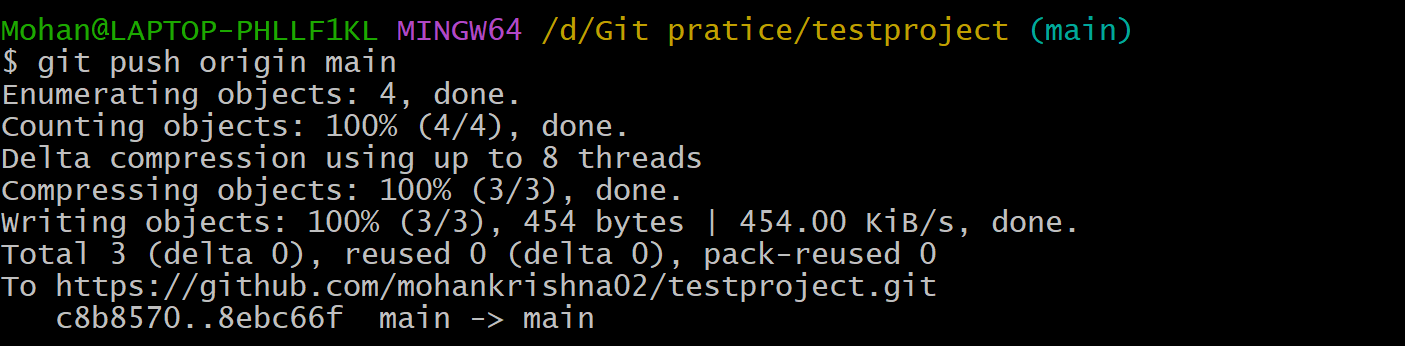 Mohan@LAPTOP-PHLLF1KL MINGW64 /d/Git pratice/testproject (main)
$ git push origin main
Enumerating objects: 4, done.
Counting objects: 100% (4/4), done.
Delta compression using up to 8 threads
Compressing objects: 100% (3/3), done.
Writing objects: 100% (3/3), 454 bytes | 454.00 KiB/s, done.
Total 3 (delta 0), reused 0 (delta 0), pack-reused 0
To https://github.com/mohankrishna02/testproject.git
   c8b8570..8ebc66f  main -> main